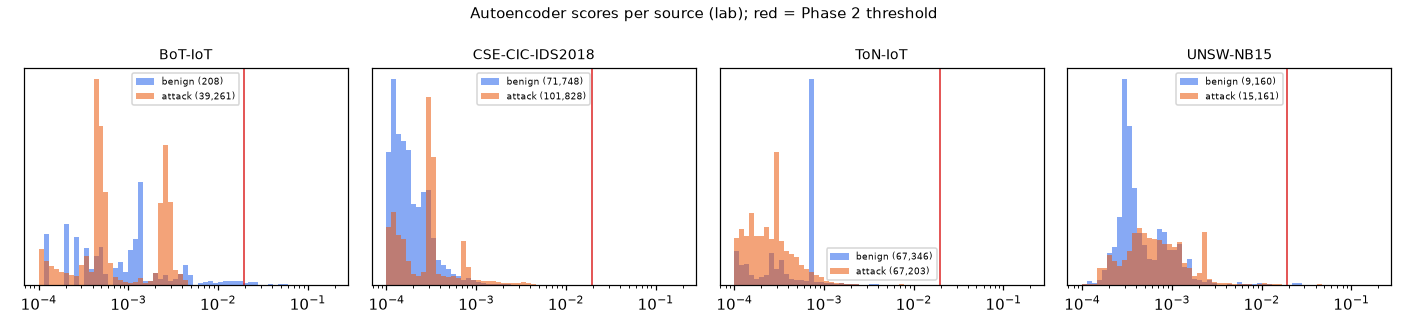 Autoencoder scores per source (lab); red = Phase 2 threshold
BoT-IoT
benign (208)
attack (39,261)
10⁻⁴ 10⁻³ 10⁻² 10⁻¹
CSE-CIC-IDS2018
benign (71,748)
attack (101,828)
10⁻⁴ 10⁻³ 10⁻² 10⁻¹
ToN-IoT
benign (67,346)
attack (67,203)
10⁻⁴ 10⁻³ 10⁻² 10⁻¹
UNSW-NB15
benign (9,160)
attack (15,161)
10⁻⁴ 10⁻³ 10⁻² 10⁻¹